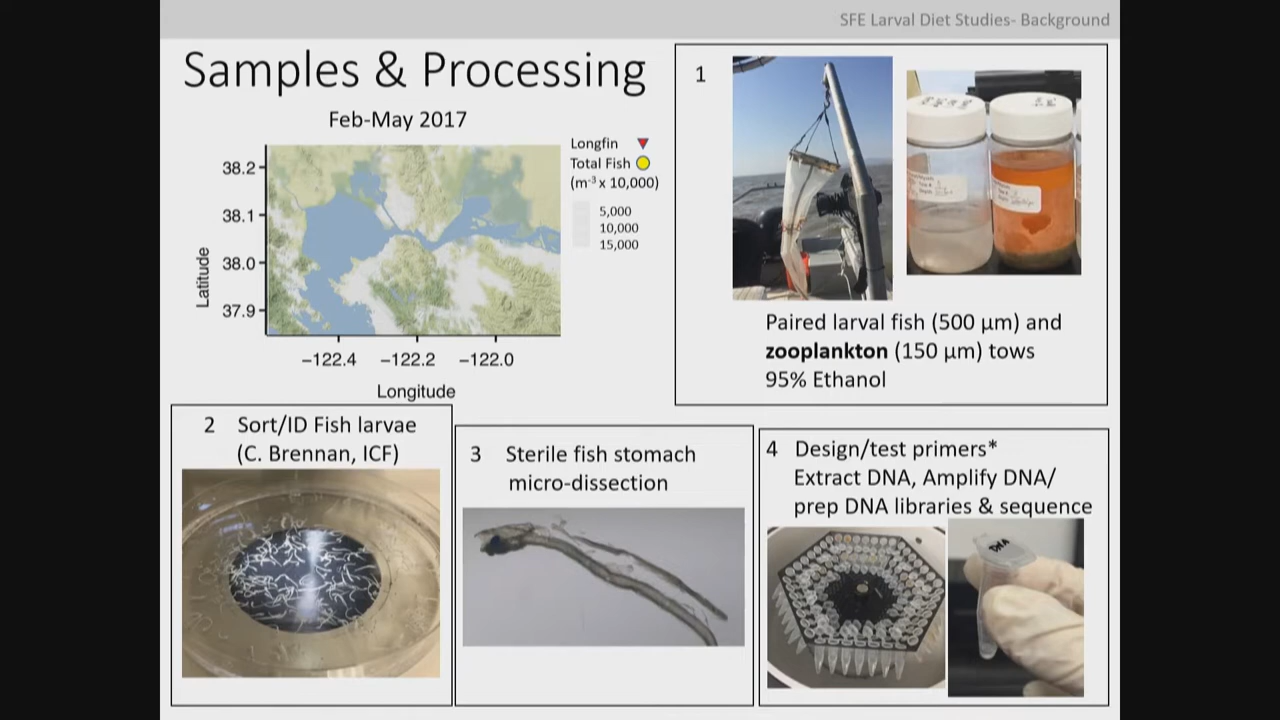 SFE Larval Diet Studies- Background
Samples & Processing
Feb-May 2017
Longfin
Total Fish
(m⁻³ x 10,000)
5,000
10,000
15,000
38.2
38.1
38.0
37.9
Latitude
−122.4
−122.2
−122.0
Longitude
1
Paired larval fish (500 µm) and
zooplankton (150 µm) tows
95% Ethanol
2 Sort/ID Fish larvae
(C. Brennan, ICF)
3 Sterile fish stomach
micro-dissection
4 Design/test primers*
Extract DNA, Amplify DNA/
prep DNA libraries & sequence
DNA